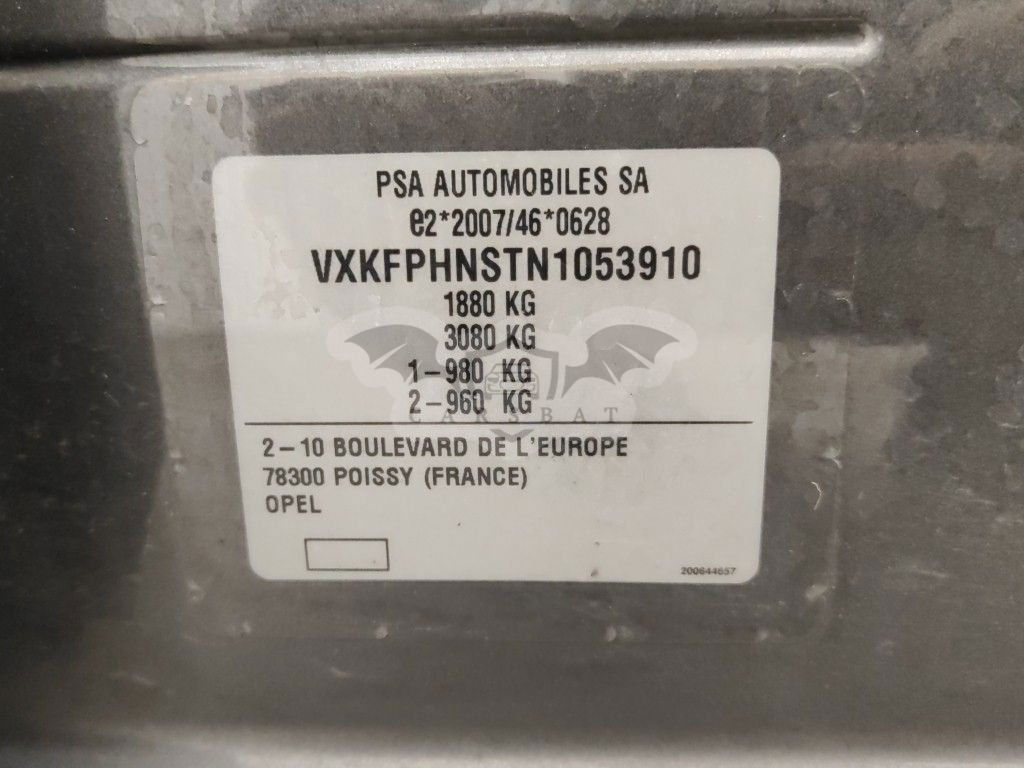 PSA AUTOMOBILES SA
e2*2007/46*0628
VXKFPHNSTN1053910
1880 KG
3080 KG
1-980 KG
2-960 KG
CARSBAT
2-10 BOULEVARD DE L'EUROPE
78300 POISSY (FRANCE)
OPEL
200644657